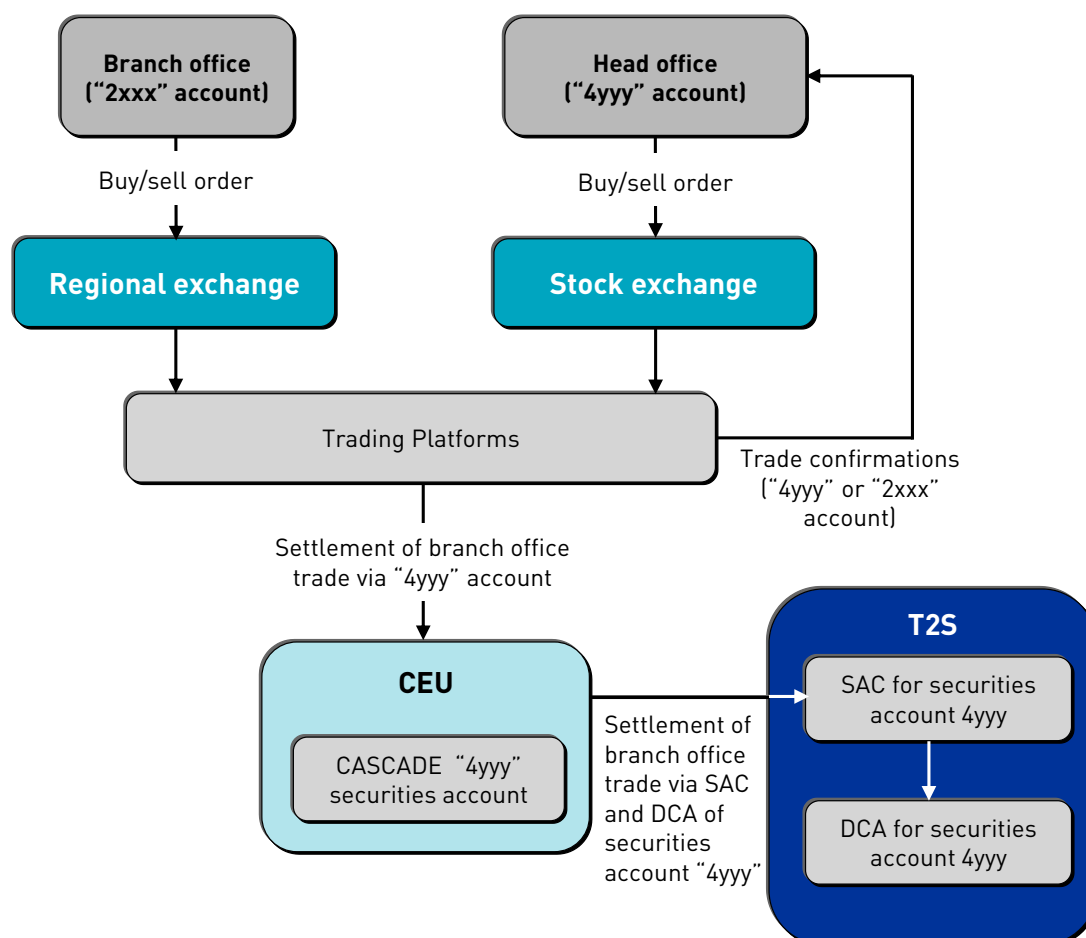 Branch office
(“2xxx” account)
Head office
(“4yyy” account)
Buy/sell order
Buy/sell order
Regional exchange
Stock exchange
Trading Platforms
Trade confirmations
(“4yyy” or “2xxx”
account)
Settlement of branch office
trade via “4yyy” account
CEU
CASCADE “4yyy”
securities account
Settlement of
branch office
trade via SAC
and DCA of
securities
account “4yyy”
T2S
SAC for securities
account 4yyy
DCA for securities
account 4yyy